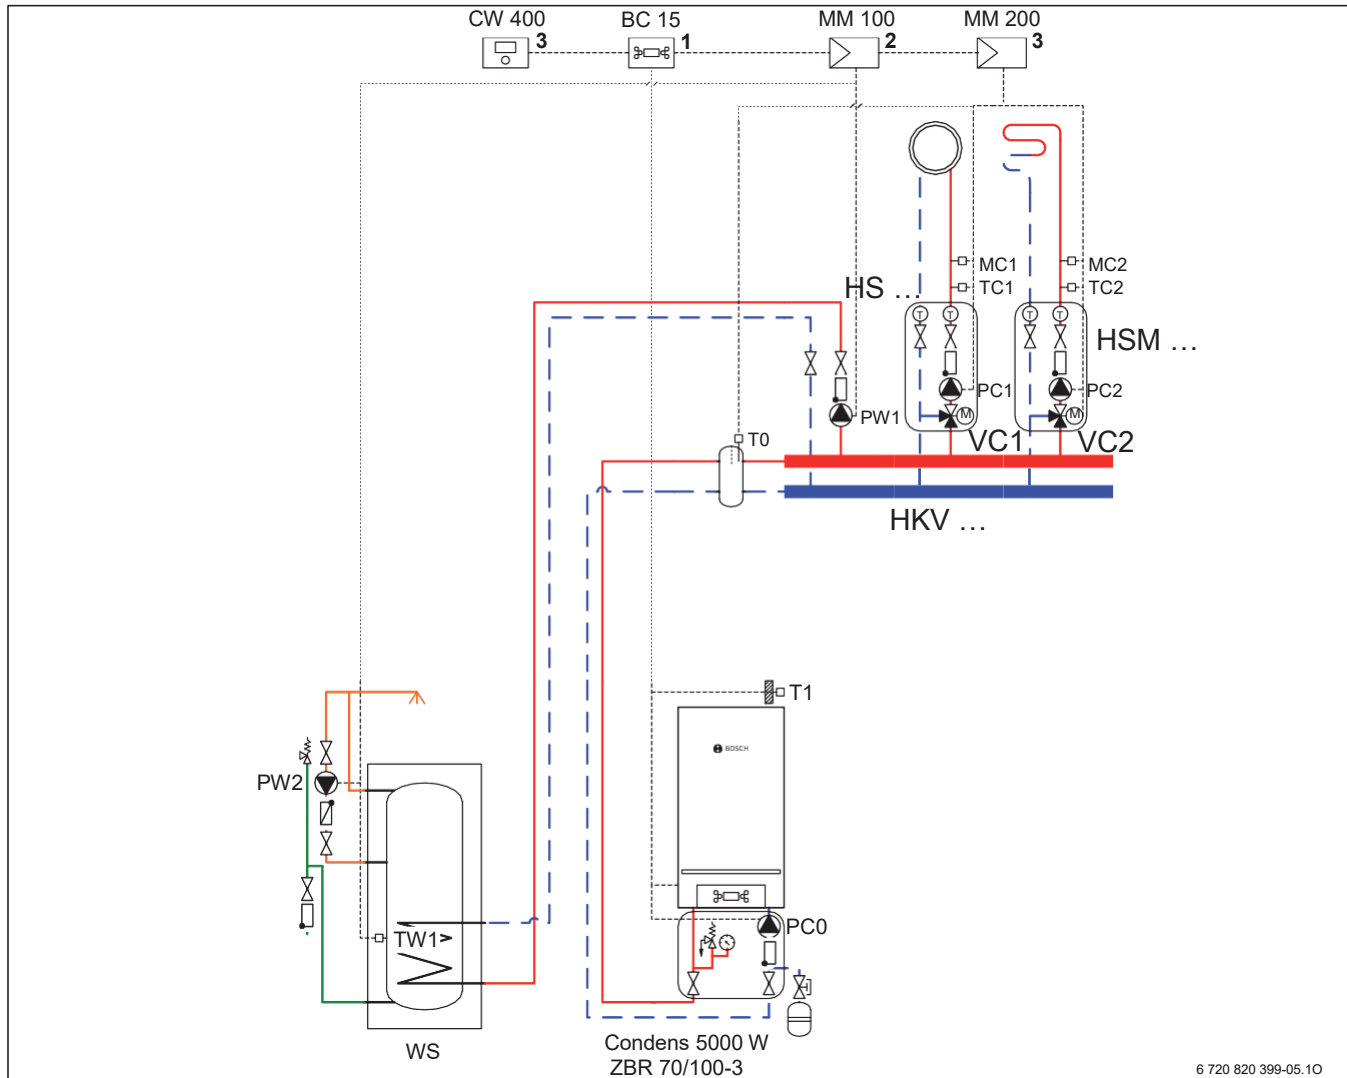 CW 400
BC 15
MM 100
MM 200
3
1
2
3
MC1
MC2
TC1
TC2
HS ...
T
T
T
T
HSM ...
PC1
PC2
PW1
M
M
VC1
VC2
T0
HKV ...
T1
BOSCH
PW2
PC0
TW1
WS
Condens 5000 W
ZBR 70/100-3
6 720 820 399-05.1O